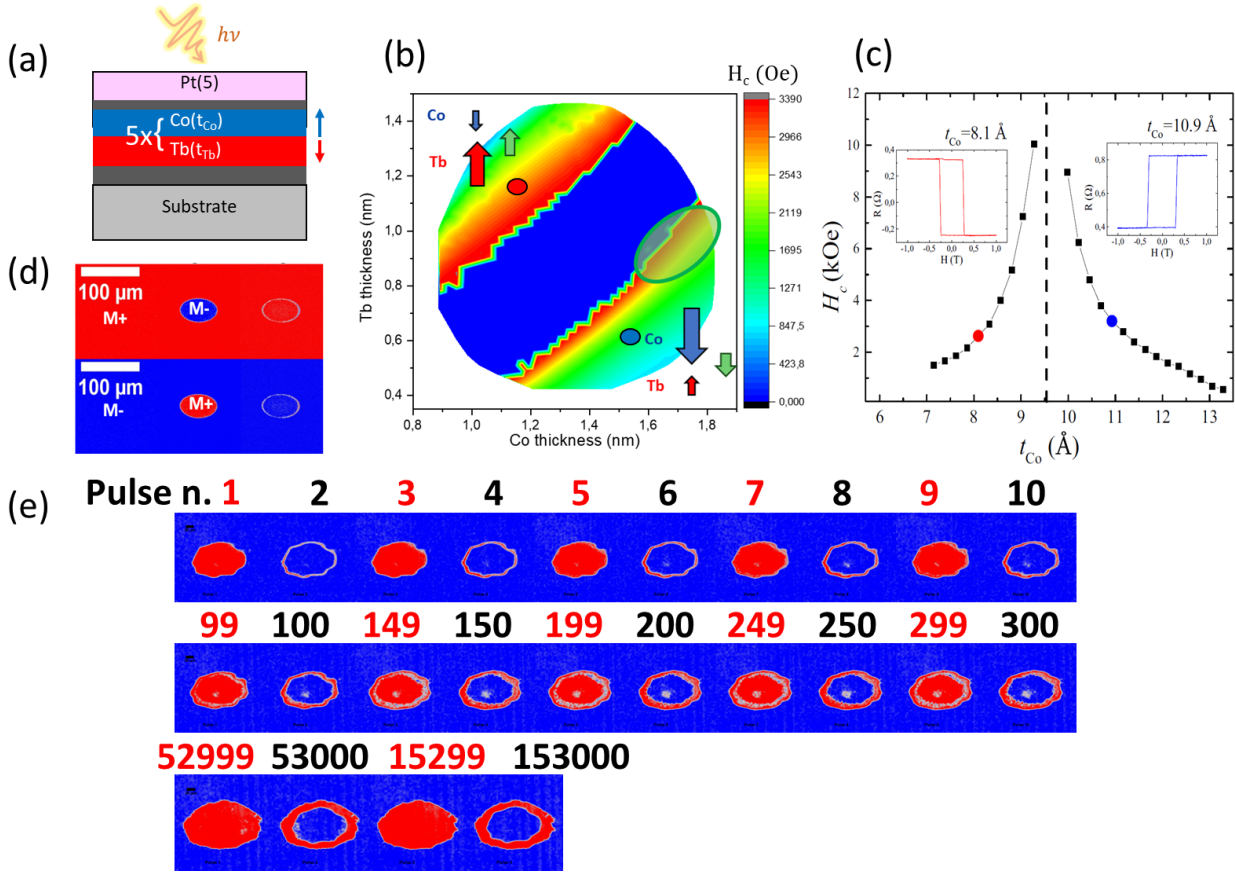 (a)
hν
Pt(5)
5x{ Co(tCo)
Tb(tTb)
Substrate
(b)
Hc (Oe)
3390
2966
2543
2119
1695
1271
847,5
423,8
0,000
Tb thickness (nm)
1,4
1,2
1,0
0,8
0,6
0,4
0,8 1,0 1,2 1,4 1,6 1,8
Co thickness (nm)
Co
Tb
Co
Tb
(c)
Hc (kOe)
12
10
8
6
4
2
6 7 8 9 10 11 12 13
tCo (Å)
tCo=8.1 Å
R (Ω)
0,4
0,2
0,0
-0,2
-1,0 -0,5 0,0 0,5 1,0
H (T)
tCo=10.9 Å
R (Ω)
0,8
0,6
0,4
-1,0 -0,5 0,0 0,5 1,0
H (T)
(d)
100 µm
M+
M-
100 µm
M-
M+
(e)
Pulse n. 1 2 3 4 5 6 7 8 9 10
99 100 149 150 199 200 249 250 299 300
52999 53000 15299 153000